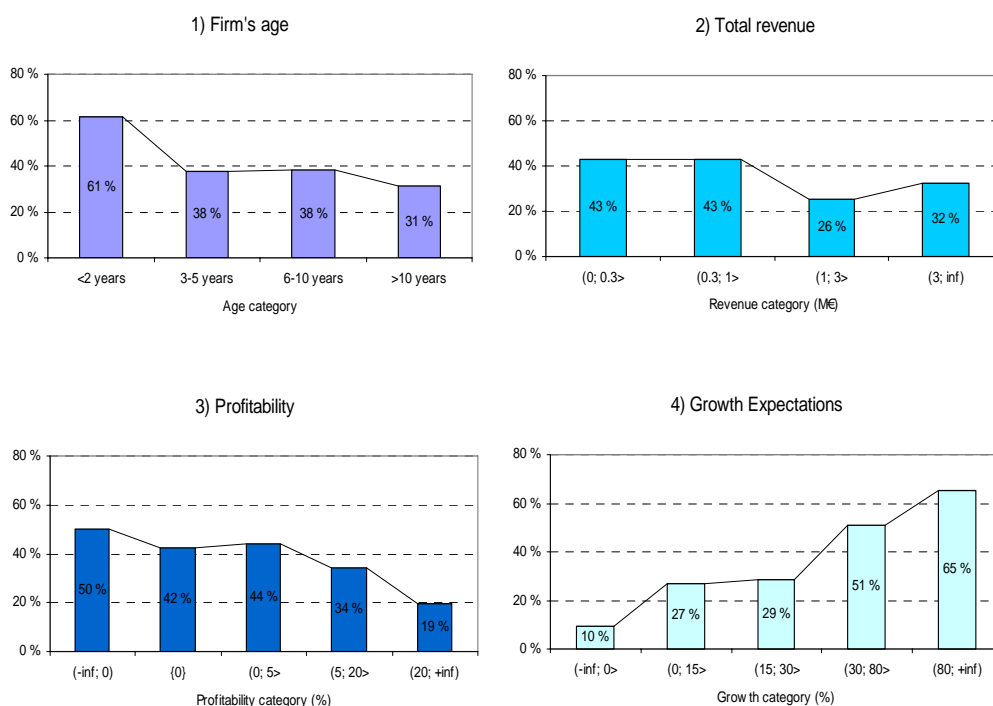 1) Firm's age
80 %
60 %
40 %
20 %
0 %
61 %
38 %
38 %
31 %
<2 years
3-5 years
6-10 years
>10 years
Age category
2) Total revenue
80 %
60 %
40 %
20 %
0 %
43 %
43 %
26 %
32 %
(0; 0.3>
(0.3; 1>
(1; 3>
(3; inf)
Revenue category (M€)
3) Profitability
80 %
60 %
40 %
20 %
0 %
50 %
42 %
44 %
34 %
19 %
(-inf; 0)
{0}
(0; 5>
(5; 20>
(20; +inf)
Profitability category (%)
4) Growth Expectations
80 %
60 %
40 %
20 %
0 %
10 %
27 %
29 %
51 %
65 %
(-inf; 0>
(0; 15>
(15; 30>
(30; 80>
(80; +inf)
Growth category (%)